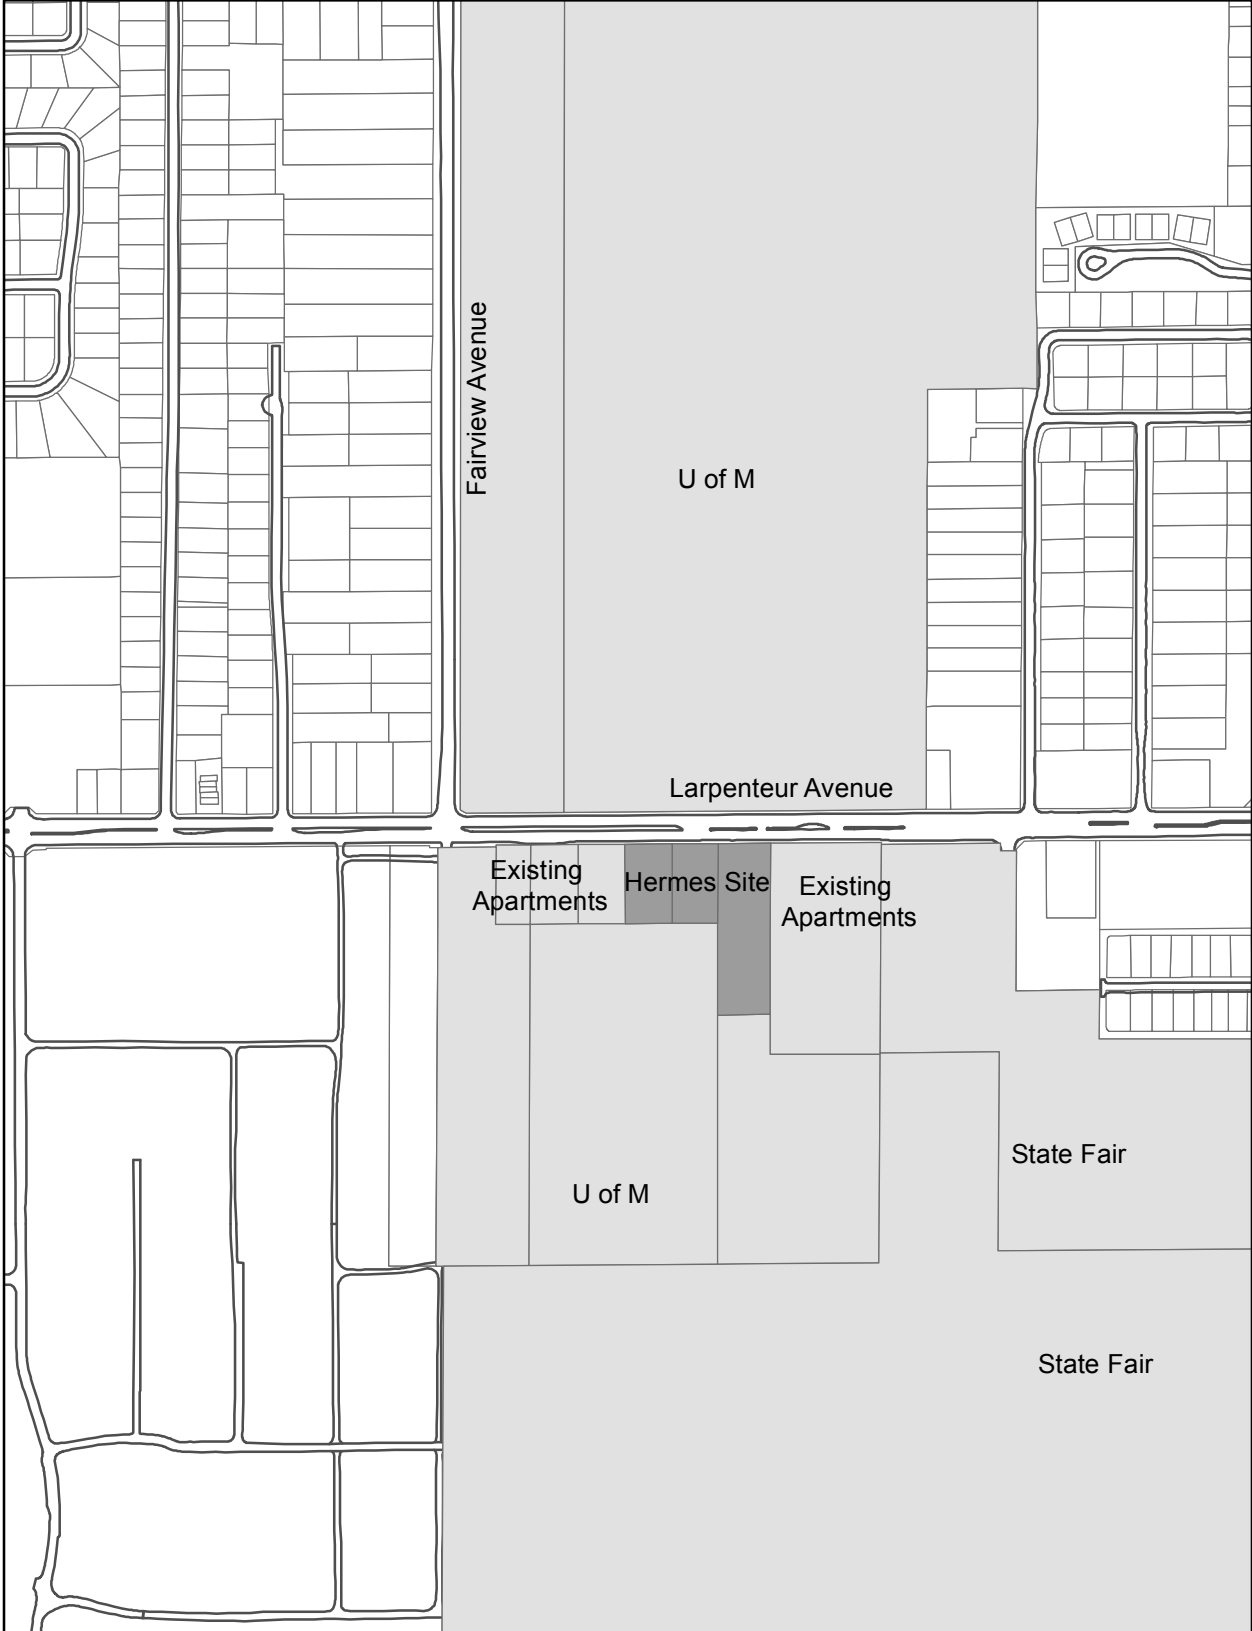 Fairview Avenue
U of M
Larpenteur Avenue
Existing
Apartments
Hermes Site
Existing
Apartments
State Fair
U of M
State Fair